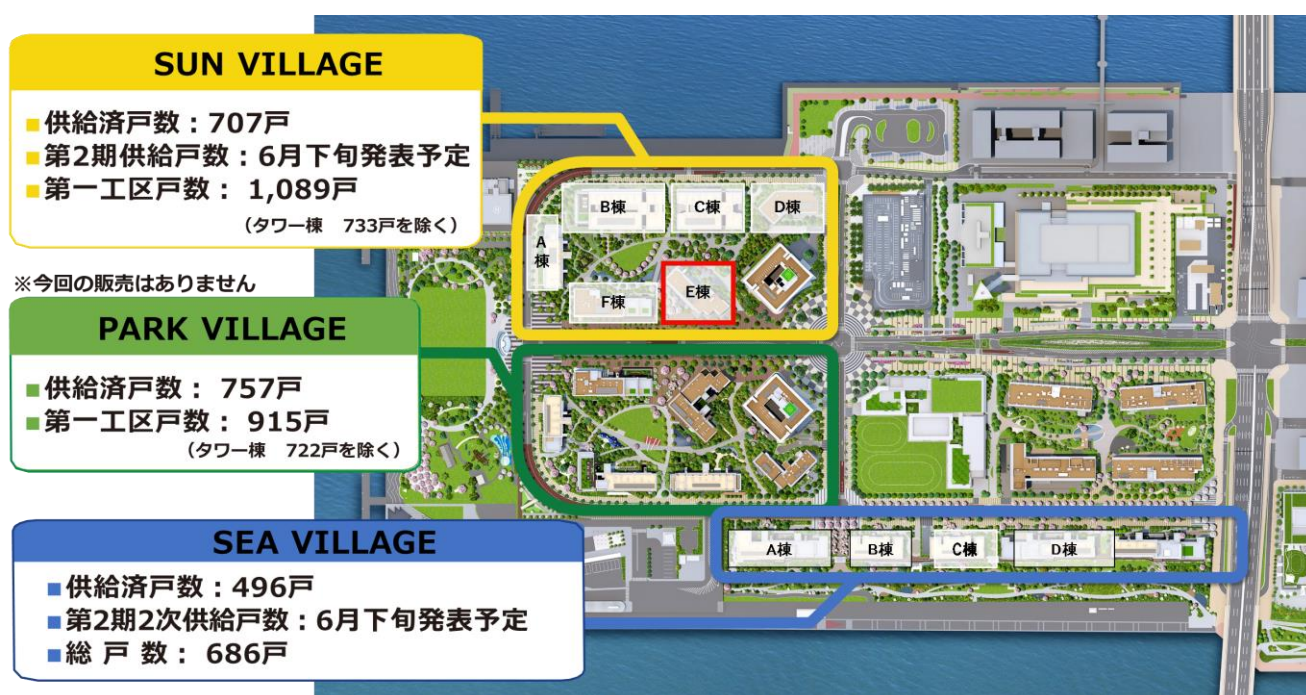 SUN VILLAGE
■供給済戸数：707戸
■第2期供給戸数：6月下旬発表予定
■第一工区戸数： 1,089戸
（タワー棟　733戸を除く）
※今回の販売はありません
PARK VILLAGE
■供給済戸数： 757戸
■第一工区戸数： 915戸
（タワー棟　722戸を除く）
SEA VILLAGE
■供給済戸数：496戸
■第2期2次供給戸数：6月下旬発表予定
■総 戸 数： 686戸
A棟
B棟
C棟
D棟
E棟
F棟
A棟
B棟
C棟
D棟